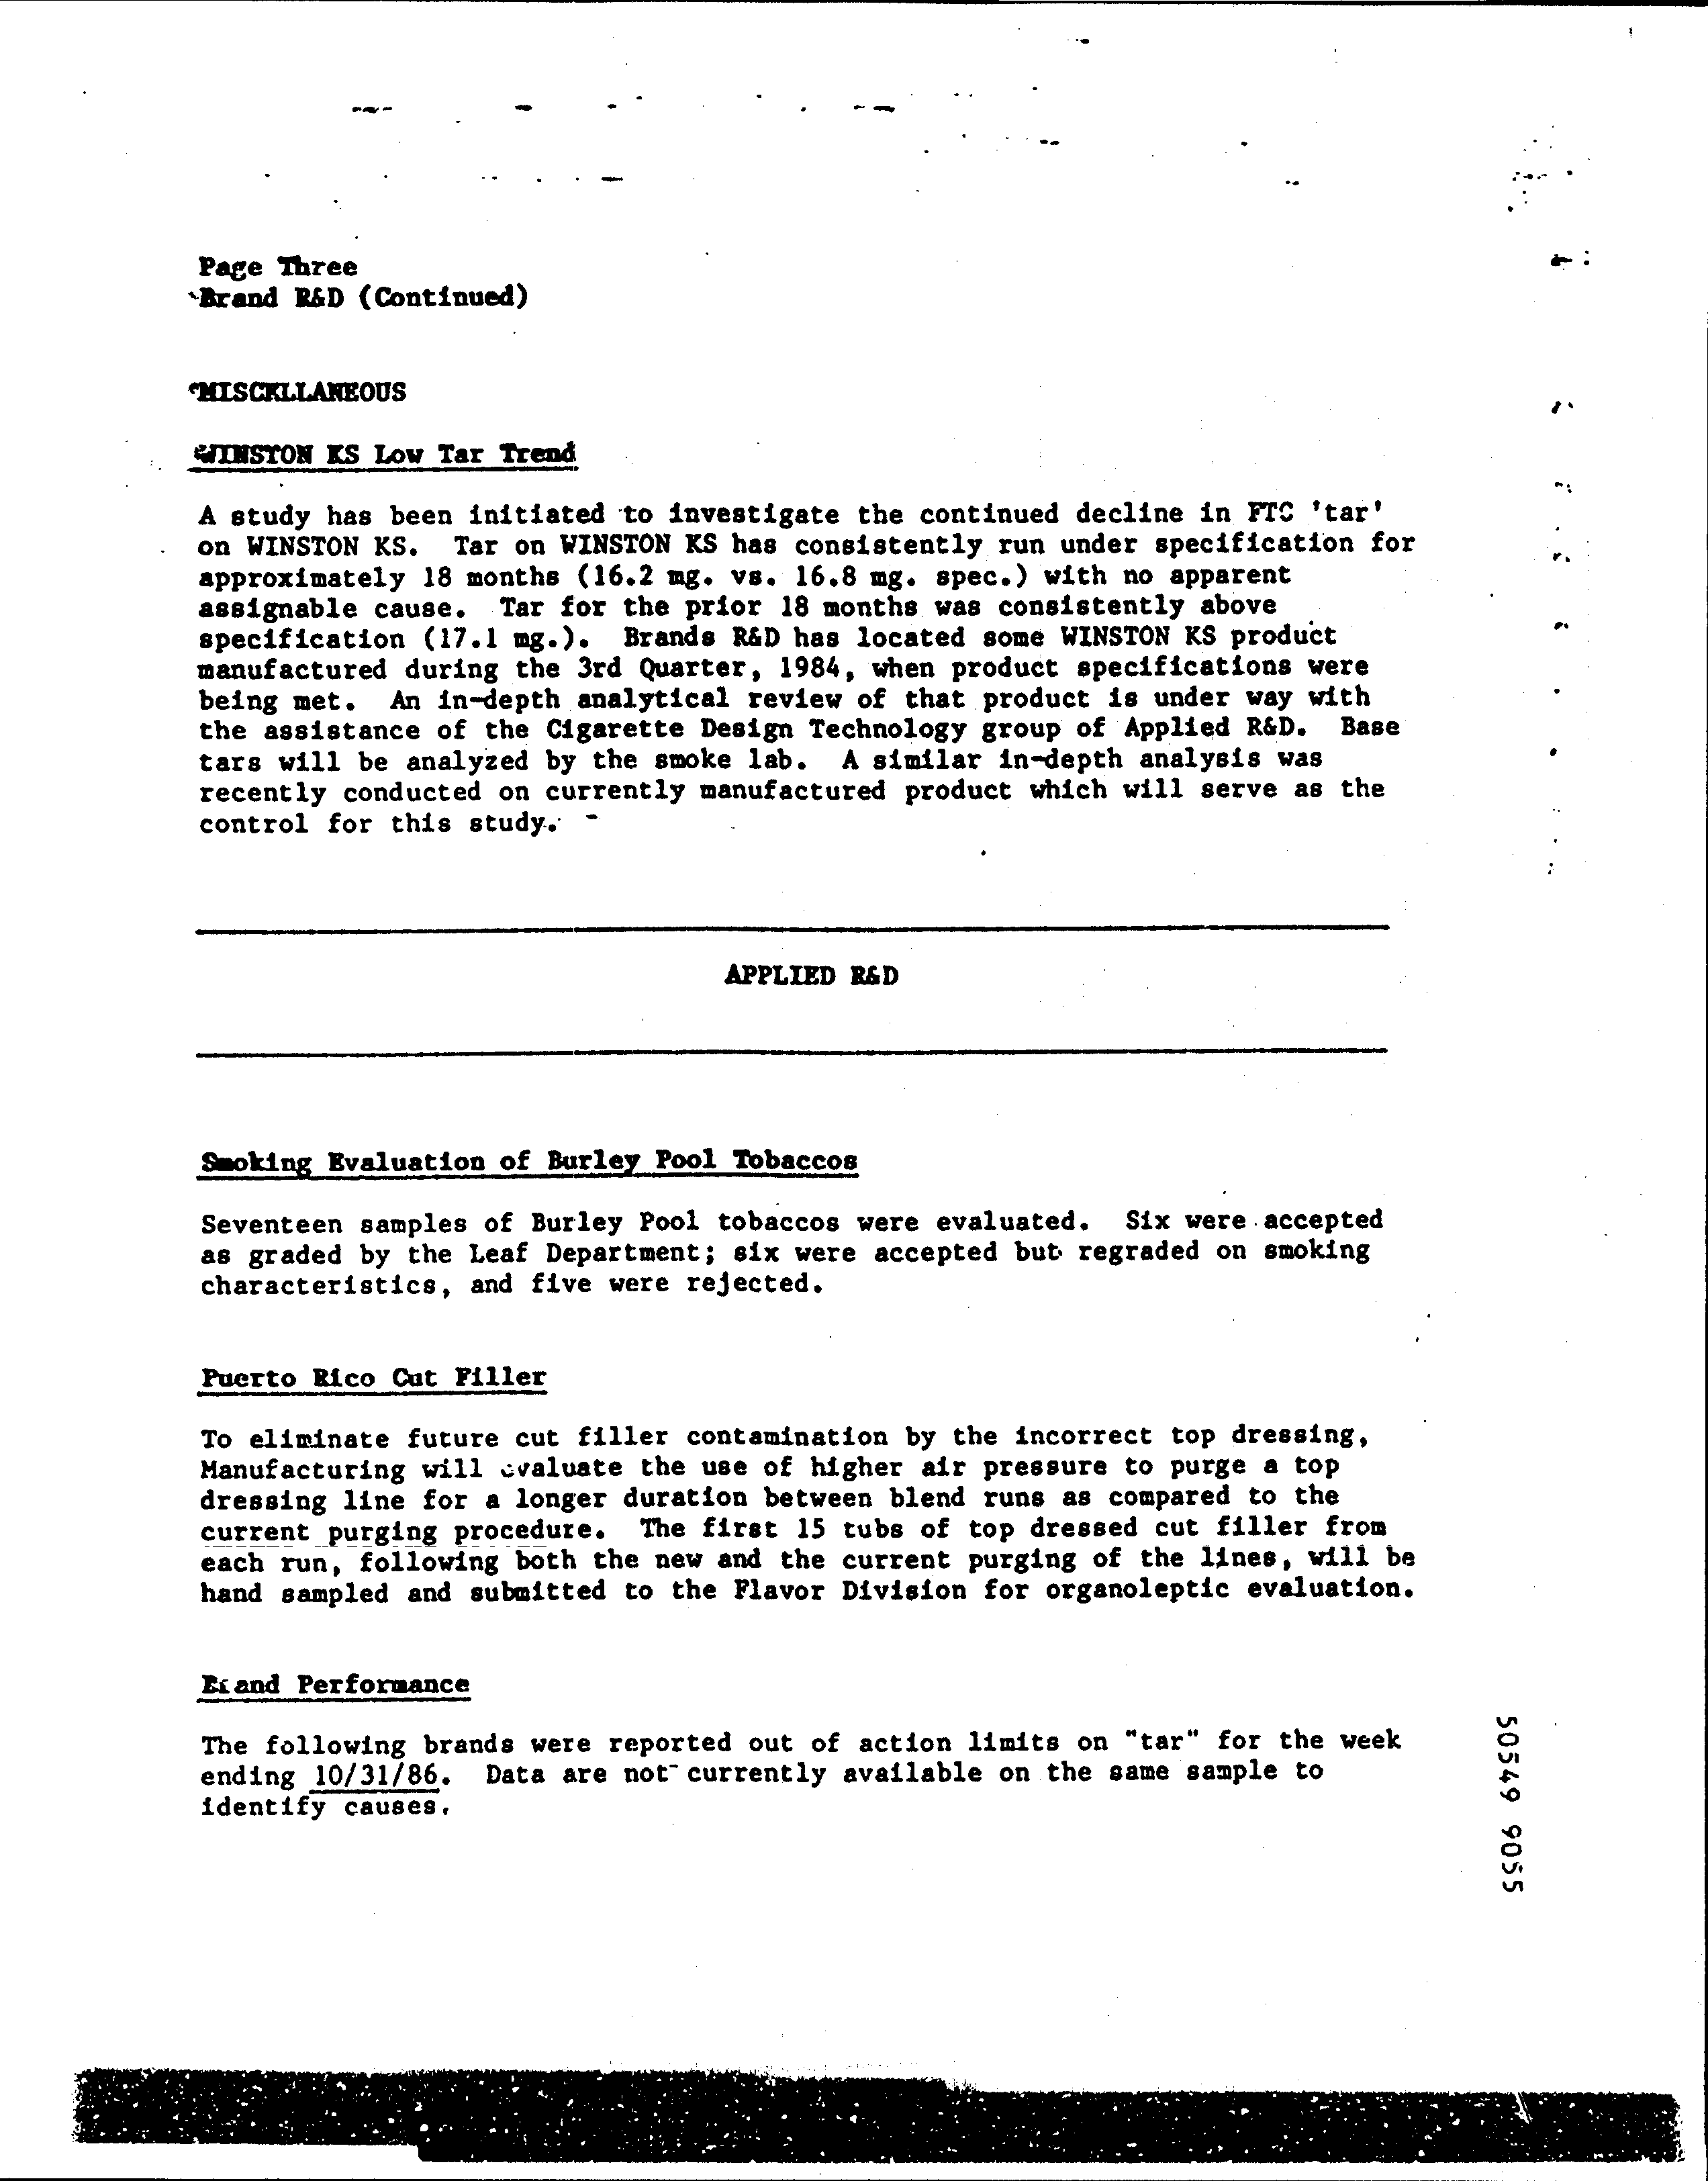 Page Three
Brand R&D (Continued)
MISCELLANEOUS
WINSTON KS Low Tar Trend
A study has been initiated to investigate the continued decline in FTC 'tar'
on WINSTON KS. Tar on WINSTON KS has consistently run under specification for
approximately 18 months (16.2 mg. vs. 16.8 mg. spec.) with no apparent
assignable cause. Tar for the prior 18 months was consistently above
specification (17.1 mg.). Brands R&D has located some WINSTON KS product
manufactured during the 3rd Quarter, 1984, when product specifications were
being met. An in-depth analytical review of that product is under way with
the assistance of the Cigarette Design Technology group of Applied R&D. Base
tars will be analyzed by the smoke lab. A similar in-depth analysis was
recently conducted on currently manufactured product which will serve as the
control for this study.
APPLIED R&D
Smoking Evaluation of Burley Pool Tobaccos
Seventeen samples of Burley Pool tobaccos were evaluated. Six were accepted
as graded by the Leaf Department; six were accepted but regraded on smoking
characteristics, and five were rejected.
Puerto Rico Cut Filler
To eliminate future cut filler contamination by the incorrect top dressing,
Manufacturing will evaluate the use of higher air pressure to purge a top
dressing line for a longer duration between blend runs as compared to the
current purging procedure. The first 15 tubs of top dressed cut filler from
each run, following both the new and the current purging of the lines, will be
hand sampled and submitted to the Flavor Division for organoleptic evaluation.
Brand Performance
The following brands were reported out of action limits on "tar" for the week
ending 10/31/86. Data are not currently available on the same sample to
identify causes.
50549 9055